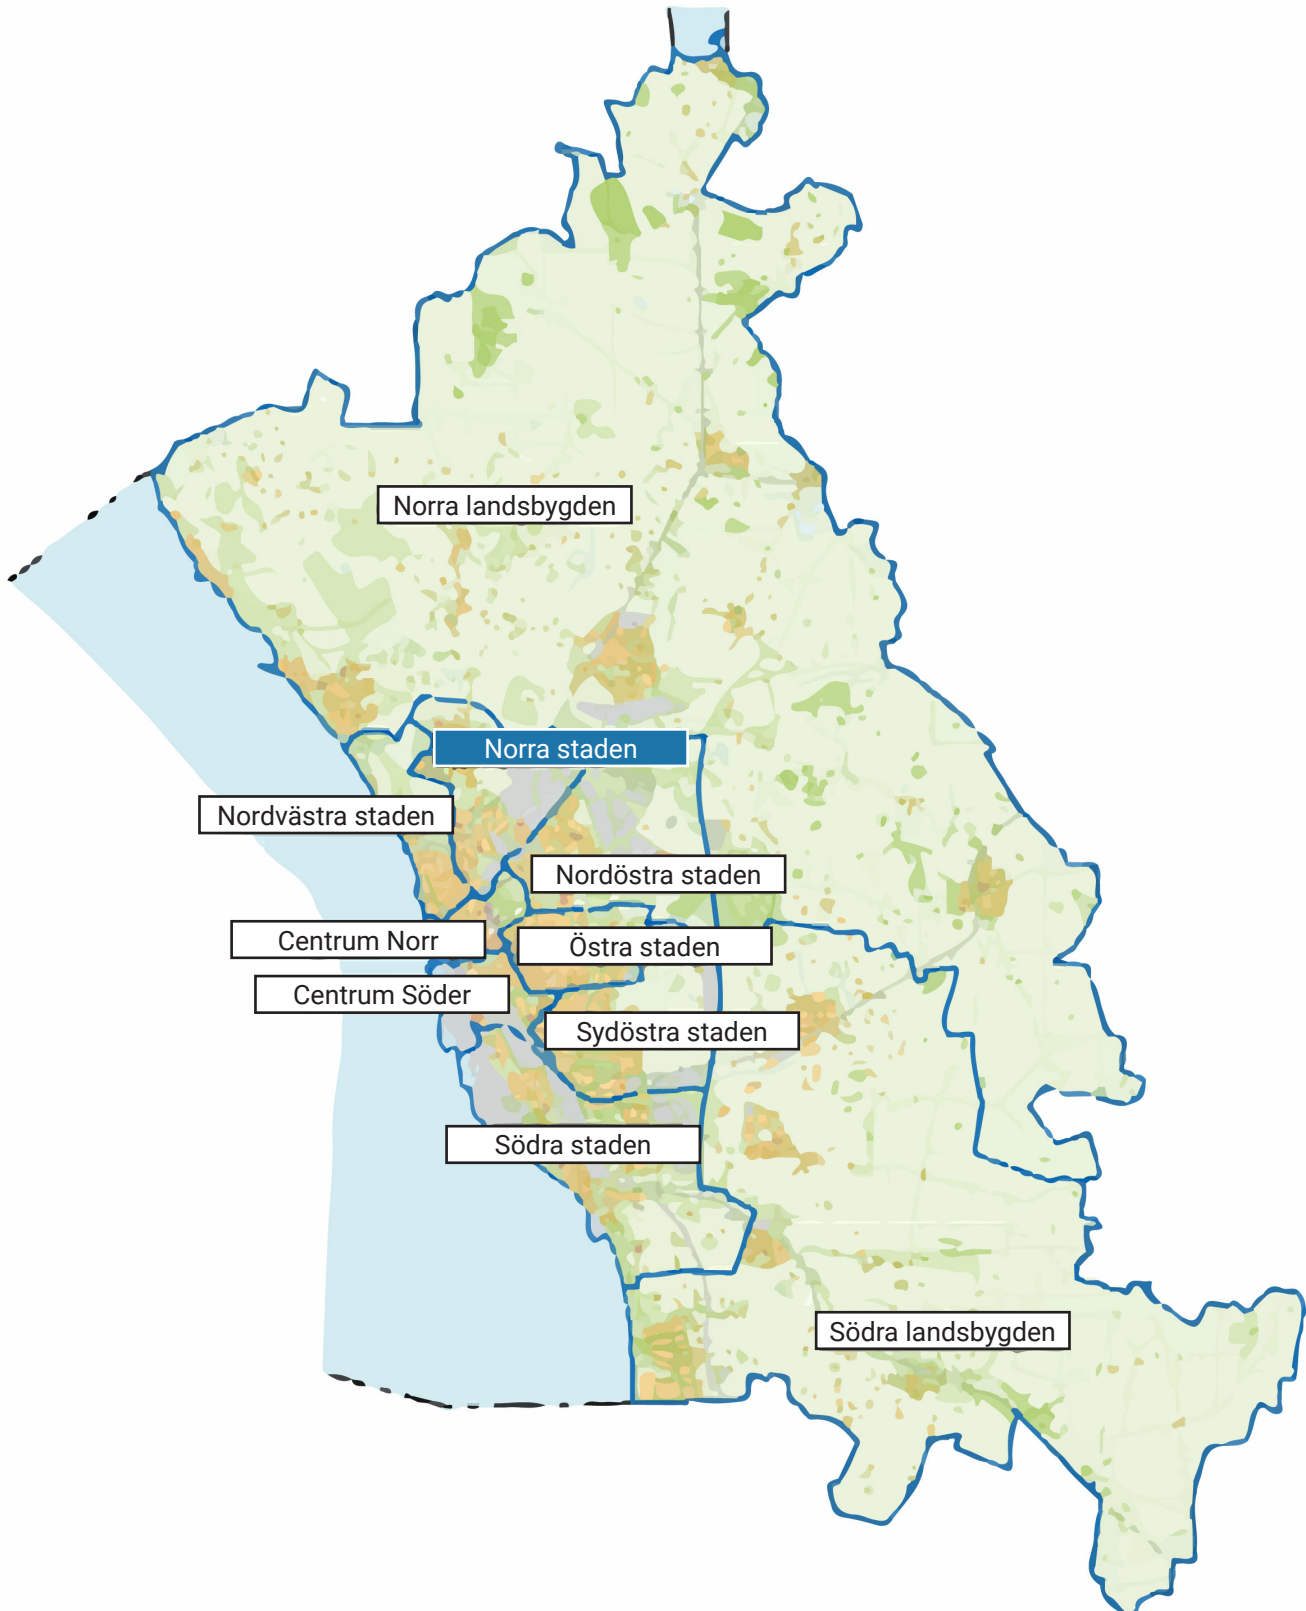 Norra landsbygden
Norra staden
Nordvästra staden
Nordöstra staden
Centrum Norr
Östra staden
Centrum Söder
Sydöstra staden
Södra staden
Södra landsbygden